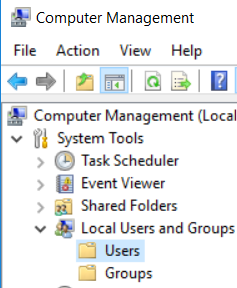 Computer Management
File Action View Help
Computer Management (Local
System Tools
Task Scheduler
Event Viewer
Shared Folders
Local Users and Groups
Users
Groups